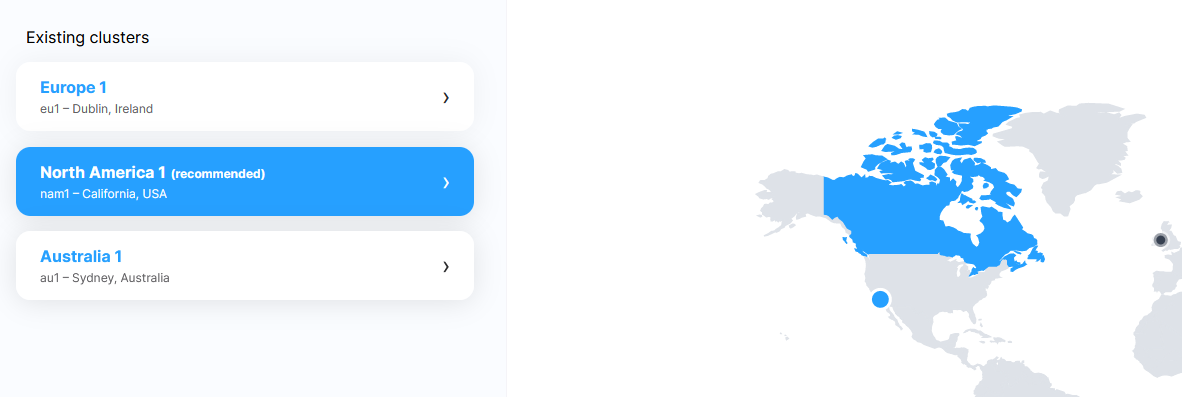 Existing clusters
Europe 1
eu1 – Dublin, Ireland
North America 1 (recommended)
nam1 – California, USA
Australia 1
au1 – Sydney, Australia